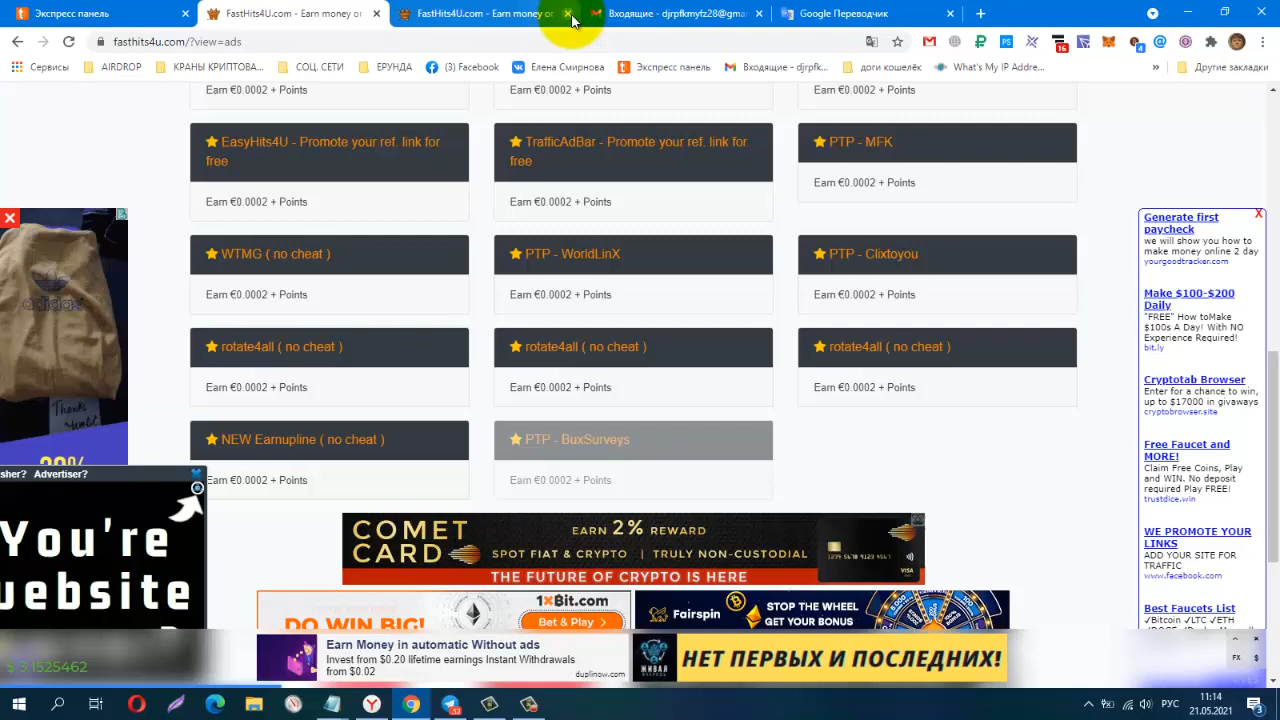 Экспресс панель
FastHits4U.com - Earn money or
FastHits4U.com - Earn money or
Входящие - djrpfkmyfz28@gma
Google Переводчик
fasthits4u.com/?view=ads
Сервисы
AIRDROP
КРАНЫ КРИПТОВА...
СОЦ. СЕТИ
ЕРУНДА
(3) Facebook
Елена Смирнова
Экспресс панель
Входящие - djrpfk...
доги кошелёк
What's My IP Addre...
»
Другие закладки
Earn €0.0002 + Points
Earn €0.0002 + Points
Earn €0.0002 + Points
EasyHits4U - Promote your ref. link for
free
Earn €0.0002 + Points
TrafficAdBar - Promote your ref. link for
free
Earn €0.0002 + Points
PTP - MFK
Earn €0.0002 + Points
WTMG ( no cheat )
Earn €0.0002 + Points
PTP - WorldLinX
Earn €0.0002 + Points
PTP - Clixtoyou
Earn €0.0002 + Points
rotate4all ( no cheat )
Earn €0.0002 + Points
rotate4all ( no cheat )
Earn €0.0002 + Points
rotate4all ( no cheat )
Earn €0.0002 + Points
NEW Earnupline ( no cheat )
Earn €0.0002 + Points
PTP - BuxSurveys
Earn €0.0002 + Points
adidas
Thanks
sher? Advertiser?
You're
website
$ 3.1525462
X
Generate first
paycheck
we will show you how to
make money online 2 day
yourgoodtracker.com
Make $100-$200
Daily
"FREE" How toMake
$100s A Day! With NO
Experience Required!
bit.ly
Cryptotab Browser
Enter for a chance to win,
up to $17000 in givaways
cryptobrowser.site
Free Faucet and
MORE!
Claim Free Coins, Play
and WIN. No deposit
required Play FREE!
trustdice.win
WE PROMOTE YOUR
LINKS
ADD YOUR SITE FOR
TRAFFIC
www.facebook.com
Best Faucets List
√Bitcoin √LTC √ETH
COMET
CARD
EARN 2% REWARD
SPOT FIAT & CRYPTO | TRULY NON-CUSTODIAL
THE FUTURE OF CRYPTO IS HERE
VISA
DO WIN BIG!
1XBit.com
Bet & Play >
Fairspin
STOP THE WHEEL
GET YOUR BONUS
Earn Money in automatic Without ads
Invest from $0.20 lifetime earnings Instant Withdrawals
from $0.02
duplinow.com
ЖИВАЯ
ОЧЕРЕДЬ
НЕТ ПЕРВЫХ И ПОСЛЕДНИХ!
FX
$
РУС
11:14
21.05.2021